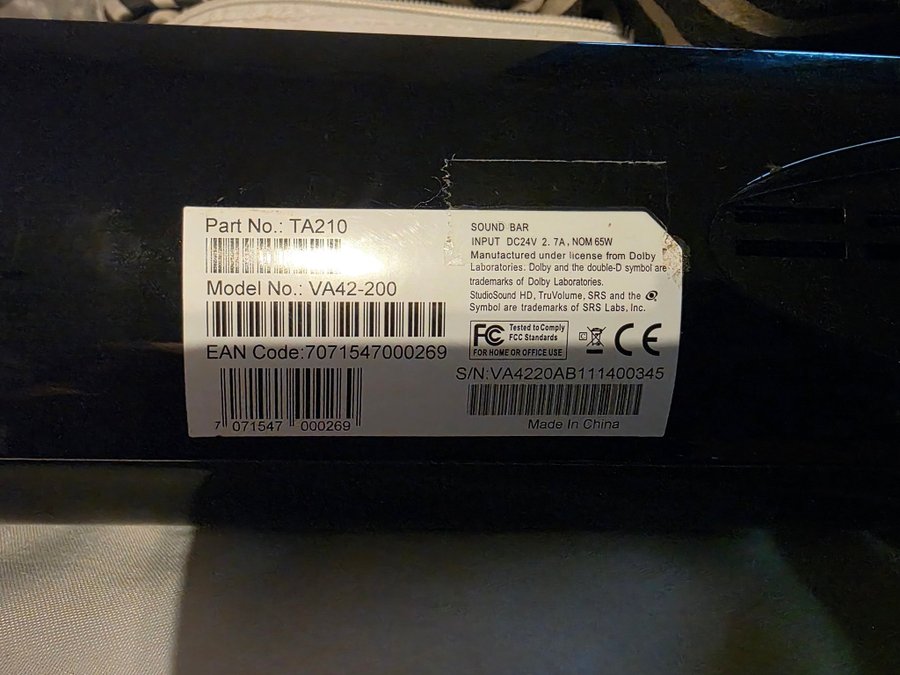 Part No.: TA210
Model No.: VA42-200
EAN Code:7071547000269
7 071547 000269
SOUND BAR
INPUT DC24V 2.7A, NOM 65W
Manufactured under license from Dolby
Laboratories. Dolby and the double-D symbol are
trademarks of Dolby Laboratories.
StudioSound HD, TruVolume, SRS and the
Symbol are trademarks of SRS Labs, Inc.
FC Tested to Comply
FCC Standards
FOR HOME OR OFFICE USE
CE
S/N:VA4220AB111400345
Made In China